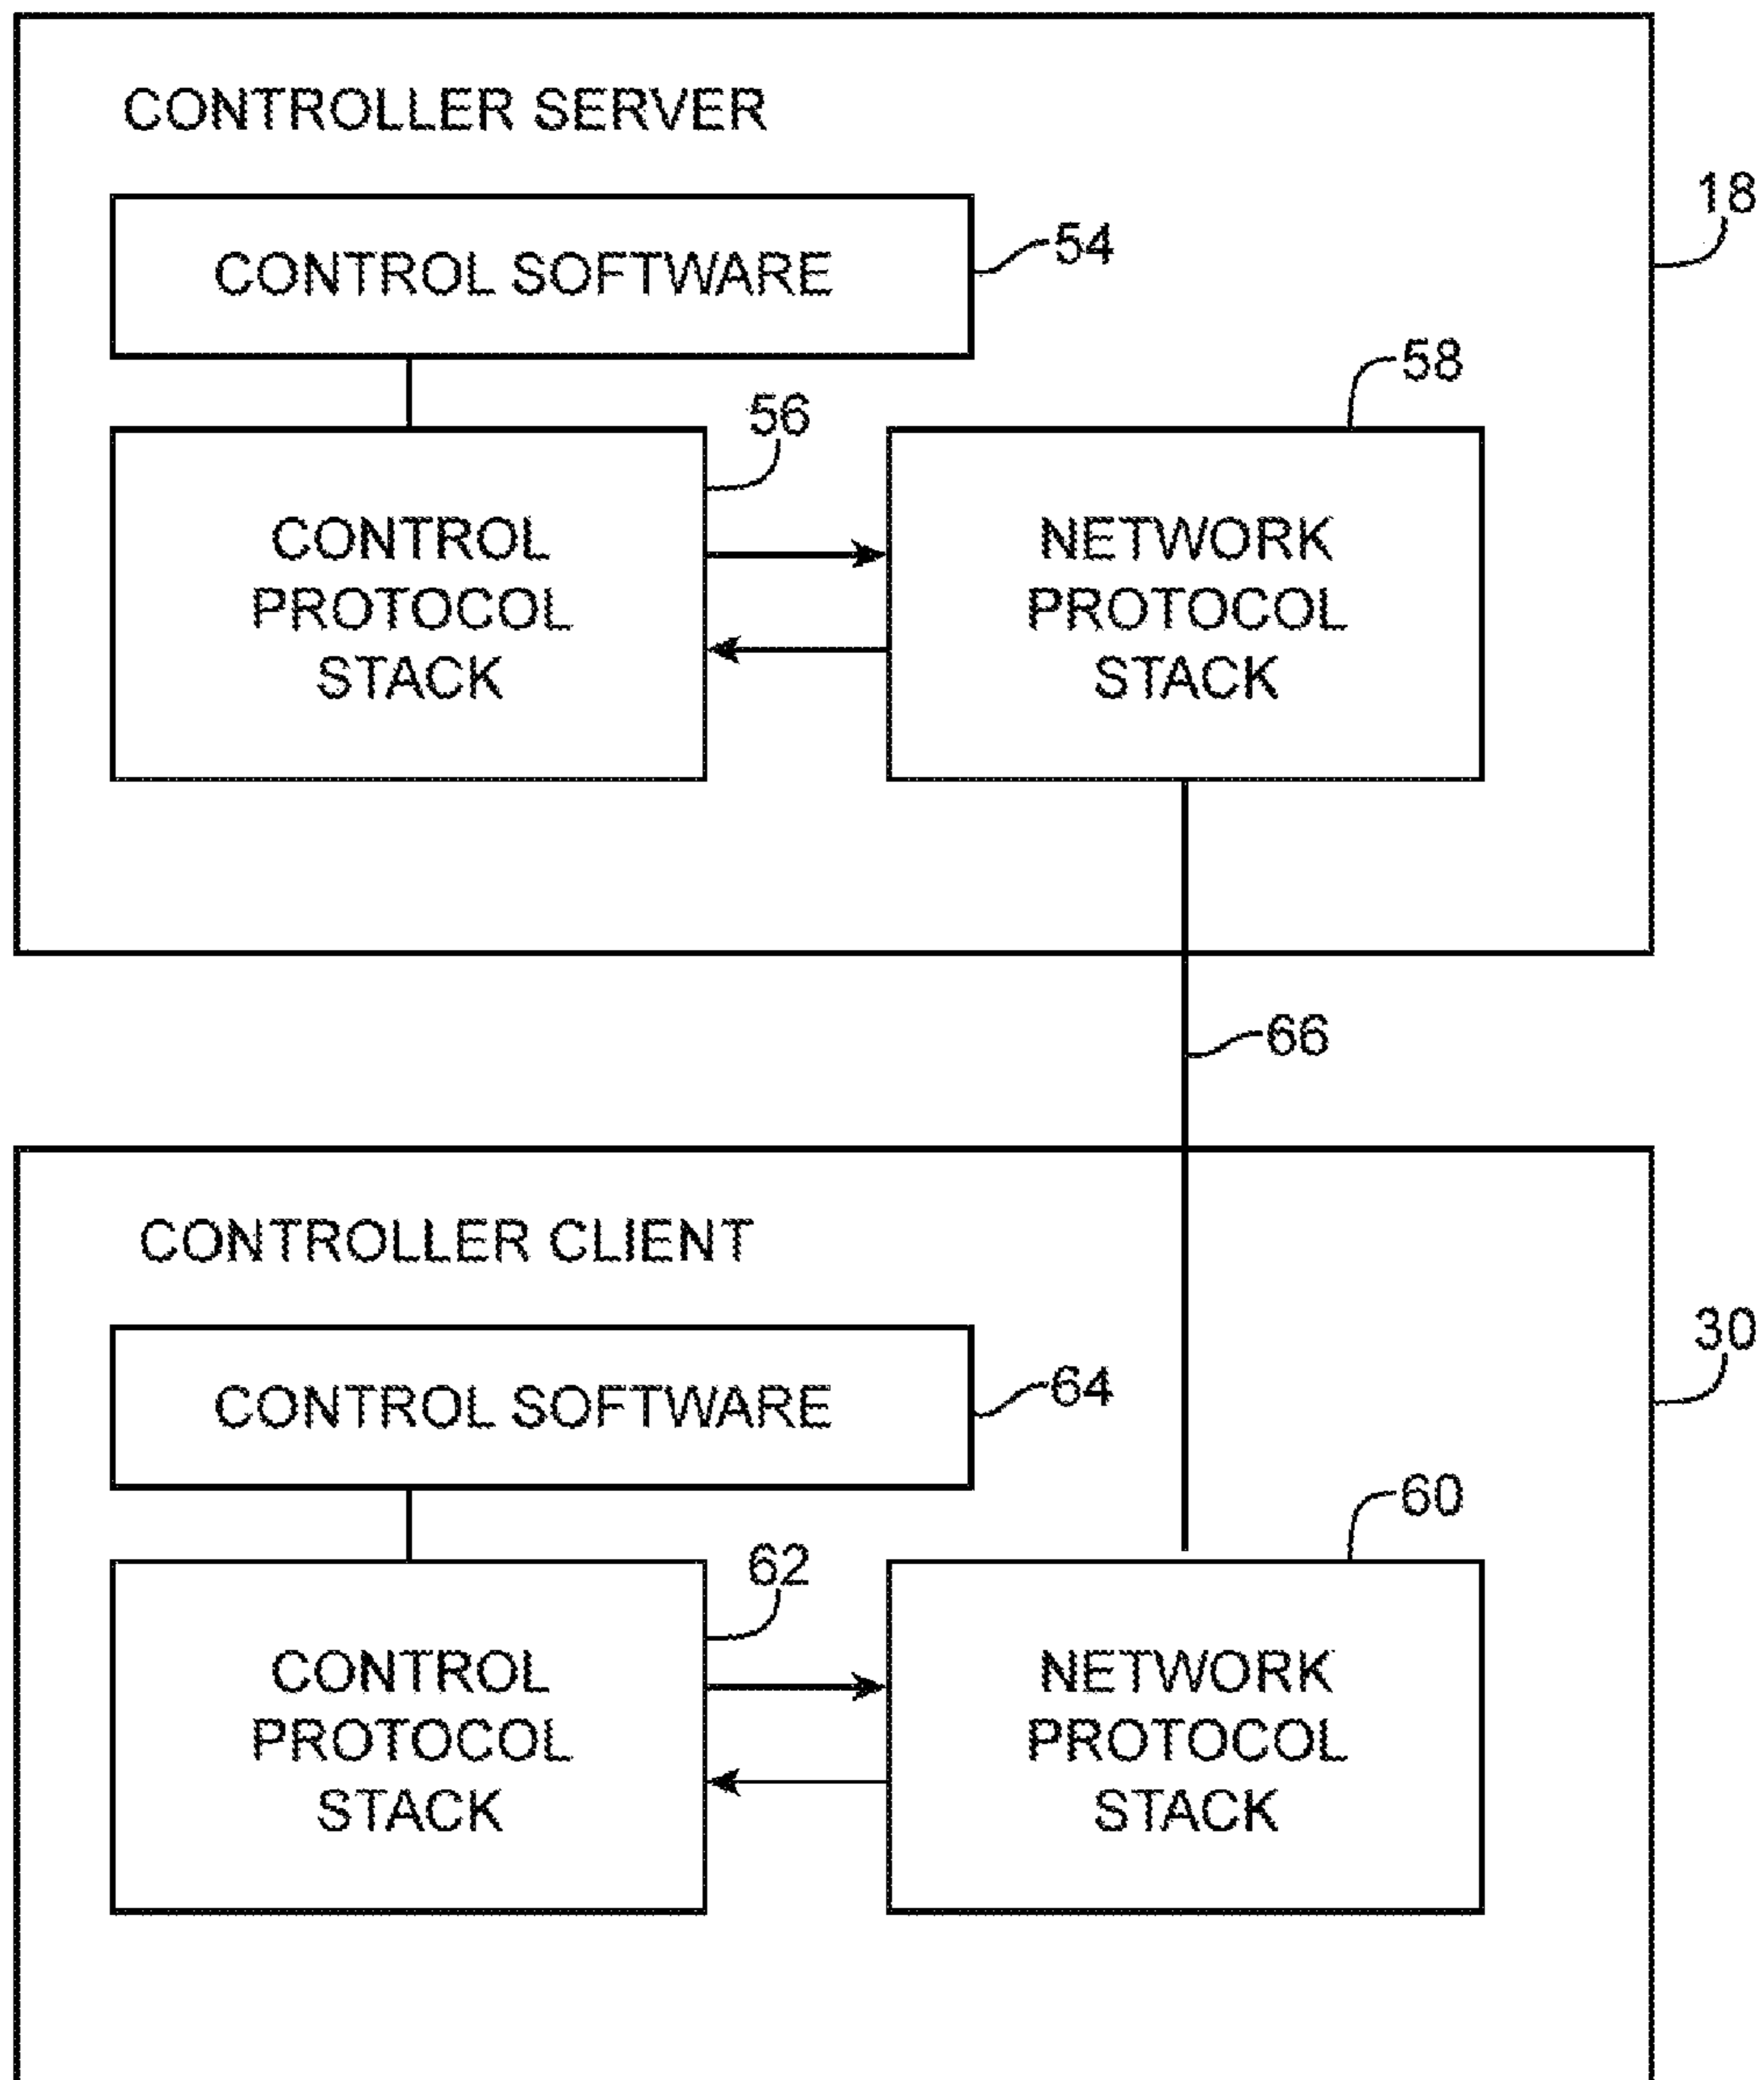 CONTROLLER SERVER
18
CONTROL SOFTWARE
54
58
56
CONTROL
PROTOCOL
STACK
NETWORK
PROTOCOL
STACK
66
CONTROLLER CLIENT
30
CONTROL SOFTWARE
64
60
62
CONTROL
PROTOCOL
STACK
NETWORK
PROTOCOL
STACK